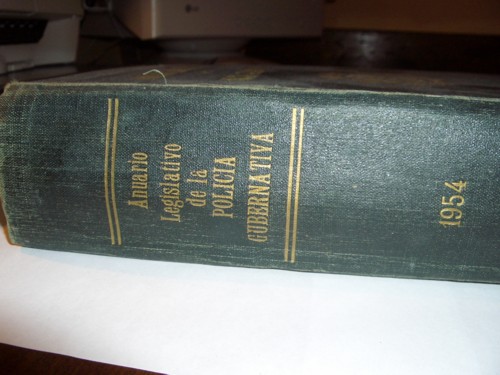 Anuario
Legislativo
de la
POLICIA
GUBERNATIVA
1954